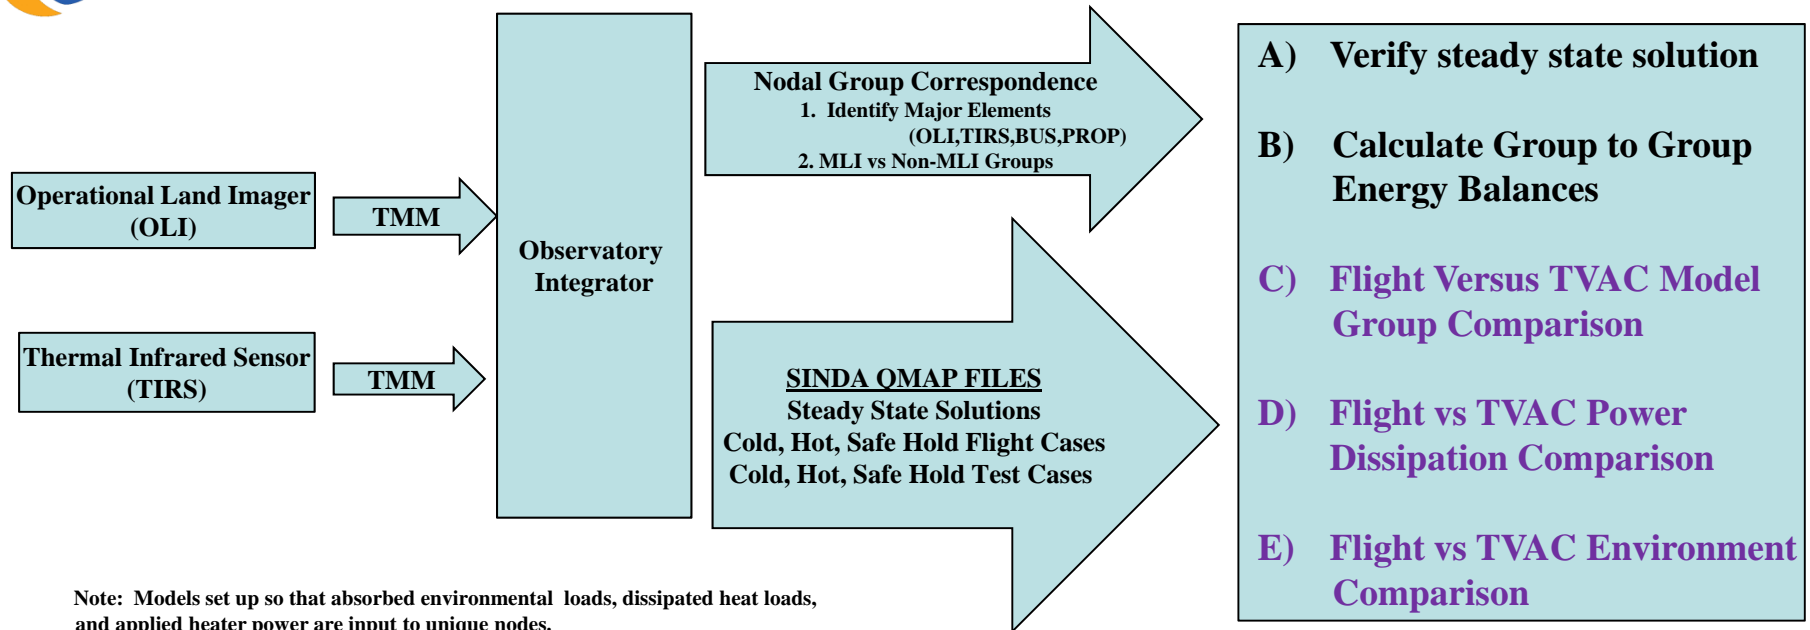 Operational Land Imager
(OLI)
TMM
Thermal Infrared Sensor
(TIRS)
TMM
Observatory
Integrator
Nodal Group Correspondence
1. Identify Major Elements
(OLI,TIRS,BUS,PROP)
2. MLI vs Non-MLI Groups
SINDA QMAP FILES
Steady State Solutions
Cold, Hot, Safe Hold Flight Cases
Cold, Hot, Safe Hold Test Cases
A) Verify steady state solution
B) Calculate Group to Group
Energy Balances
C) Flight Versus TVAC Model
Group Comparison
D) Flight vs TVAC Power
Dissipation Comparison
E) Flight vs TVAC Environment
Comparison
Note: Models set up so that absorbed environmental loads, dissipated heat loads,
and applied heater power are input to unique nodes.